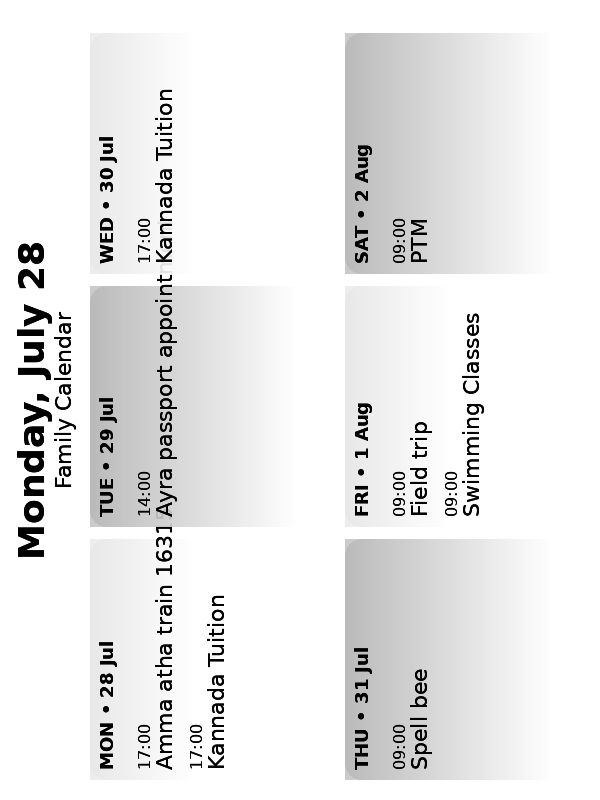 Monday, July 28
Family Calendar
MON • 28 Jul
17:00
Amma atha train 1631
17:00
Kannada Tuition
TUE • 29 Jul
14:00
Ayra passport appoint
WED • 30 Jul
17:00
Kannada Tuition
THU • 31 Jul
09:00
Spell bee
FRI • 1 Aug
09:00
Field trip
09:00
Swimming Classes
SAT • 2 Aug
09:00
PTM